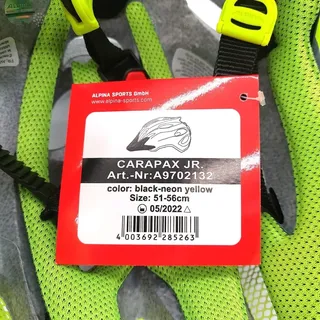 ALPINA SPORTS GmbH
www.alpina-sports.com
CARAPAX JR.
Art.-Nr:A9702132
color: black-neon yellow
Size: 51-56cm
05/2022
4 003692 285263